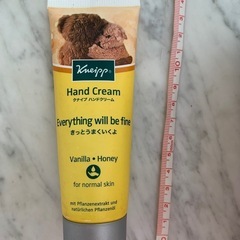 Kneipp
Hand Cream
クナイプ ハンドクリーム
Everything will be fine
きっとうまくいくよ
Vanilla • Honey
for normal skin
mit Pflanzenextrakt und
natürlichen Pflanzenöl